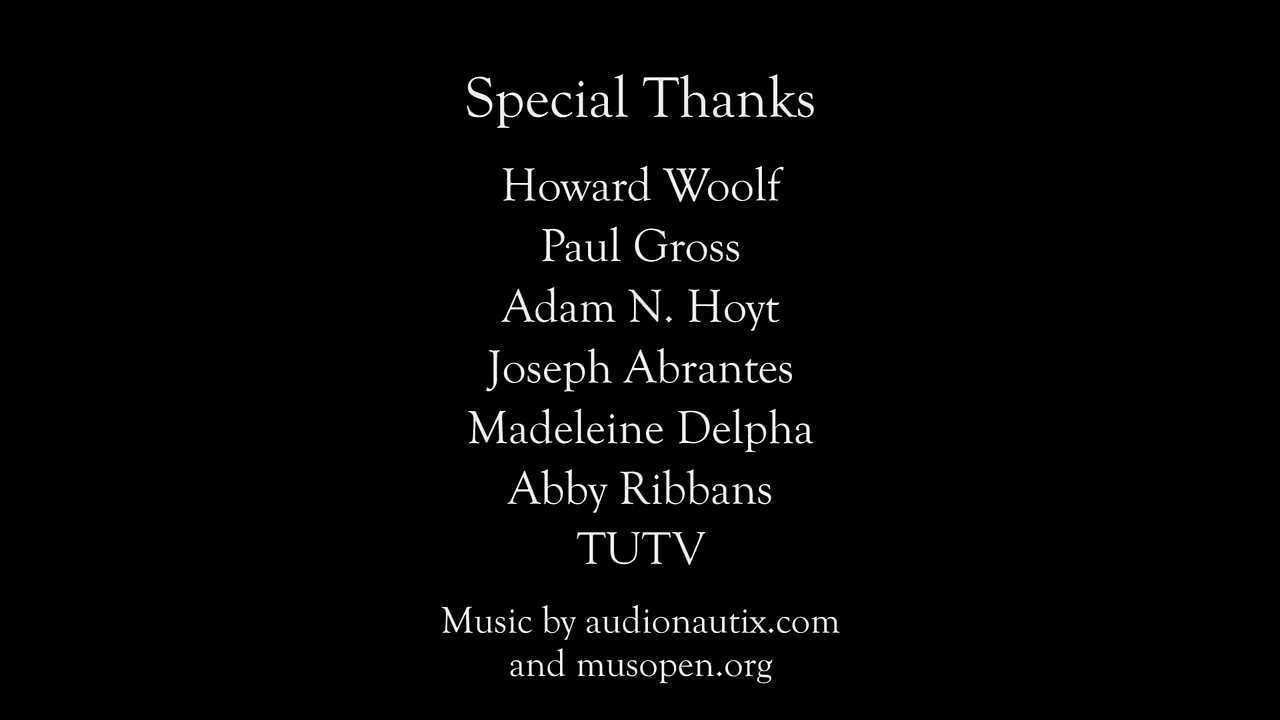 Special Thanks
Howard Woolf
Paul Gross
Adam N. Hoyt
Joseph Abrantes
Madeleine Delpha
Abby Ribbans
TUTV
Music by audionautix.com
and musopen.org